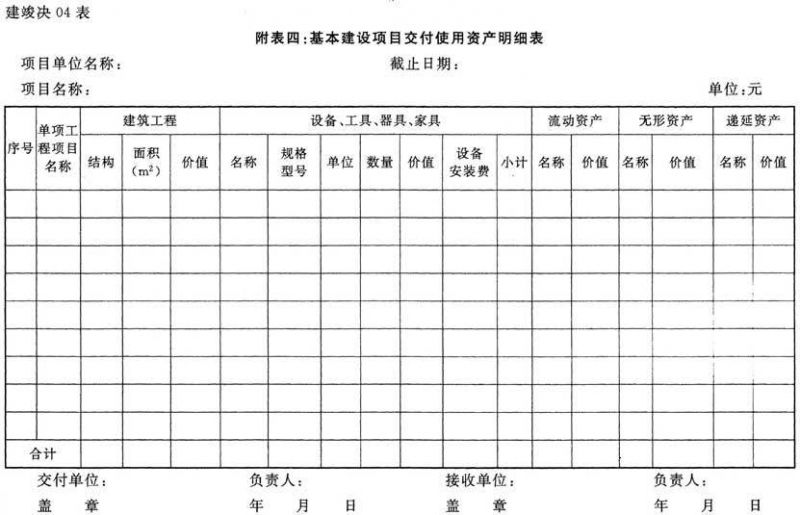 建竣决 04 表
附表四:基本建设项目交付使用资产明细表
项目单位名称: 截止日期:
项目名称: 单位:元
序号 单项工程项目名称 建筑工程 设备、工具、器具、家具 流动资产 无形资产 递延资产
结构 面积(m²) 价值 名称 规格型号 单位 数量 价值 设备安装费 小计 名称 价值 名称 价值 名称 价值
合计
交付单位: 负责人: 接收单位: 负责人:
盖 章 年 月 日 盖 章 年 月 日